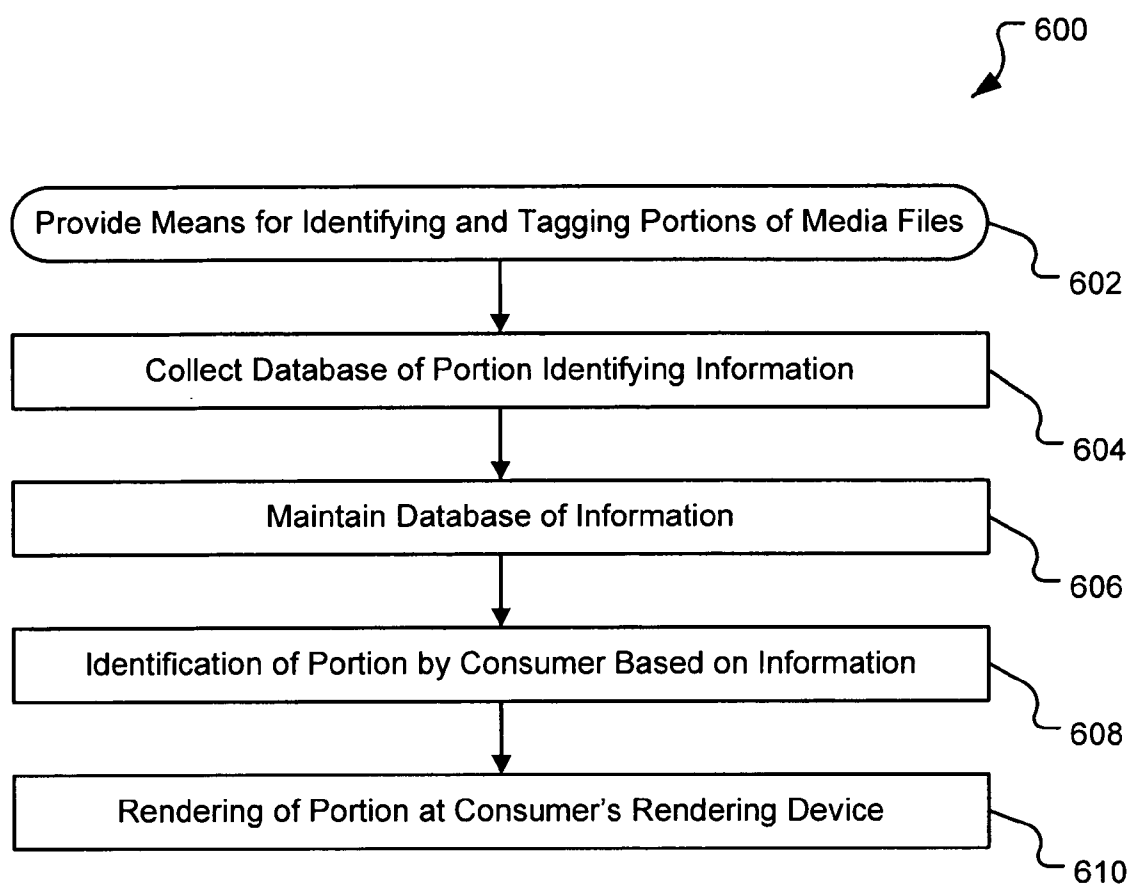 600
Provide Means for Identifying and Tagging Portions of Media Files
602
Collect Database of Portion Identifying Information
604
Maintain Database of Information
606
Identification of Portion by Consumer Based on Information
608
Rendering of Portion at Consumer's Rendering Device
610